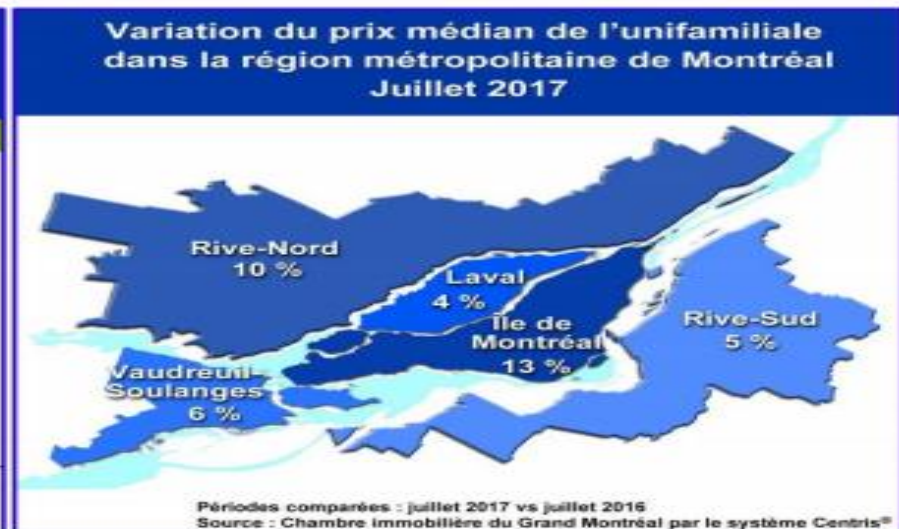 Variation du prix médian de l'unifamiliale
dans la région métropolitaine de Montréal
Juillet 2017
Rive-Nord
10 %
Laval
4 %
Île de
Montréal
13 %
Rive-Sud
5 %
Vaudreuil-
Soulanges
6 %
Périodes comparées : juillet 2017 vs juillet 2016
Source : Chambre immobilière du Grand Montréal par le système Centris®